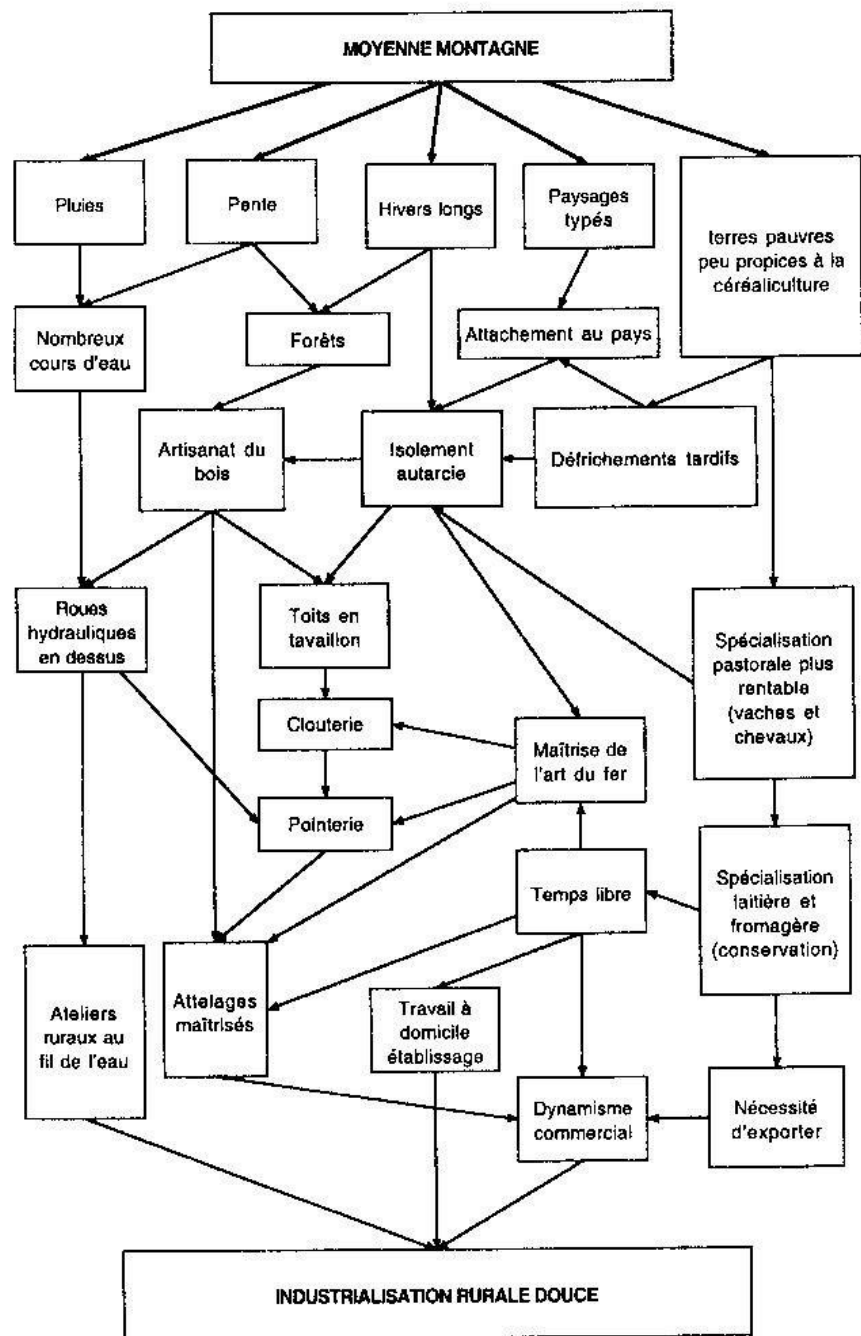 MOYENNE MONTAGNE
Pluies
Pente
Hivers longs
Paysages
typés
terres pauvres
peu propices à la
céréaliculture
Nombreux
cours d'eau
Forêts
Attachement au pays
Artisanat du
bois
Isolement
autarcie
Défrichements tardifs
Roues
hydrauliques
en dessus
Toits en
tavaillon
Spécialisation
pastorale plus
rentable
(vaches et
chevaux)
Clouterie
Maîtrise de
l'art du fer
Pointerie
Temps libre
Spécialisation
laitière et
fromagère
(conservation)
Ateliers
ruraux au
fil de l'eau
Attelages
maîtrisés
Travail à
domicile
établissage
Dynamisme
commercial
Nécessité
d'exporter
INDUSTRIALISATION RURALE DOUCE